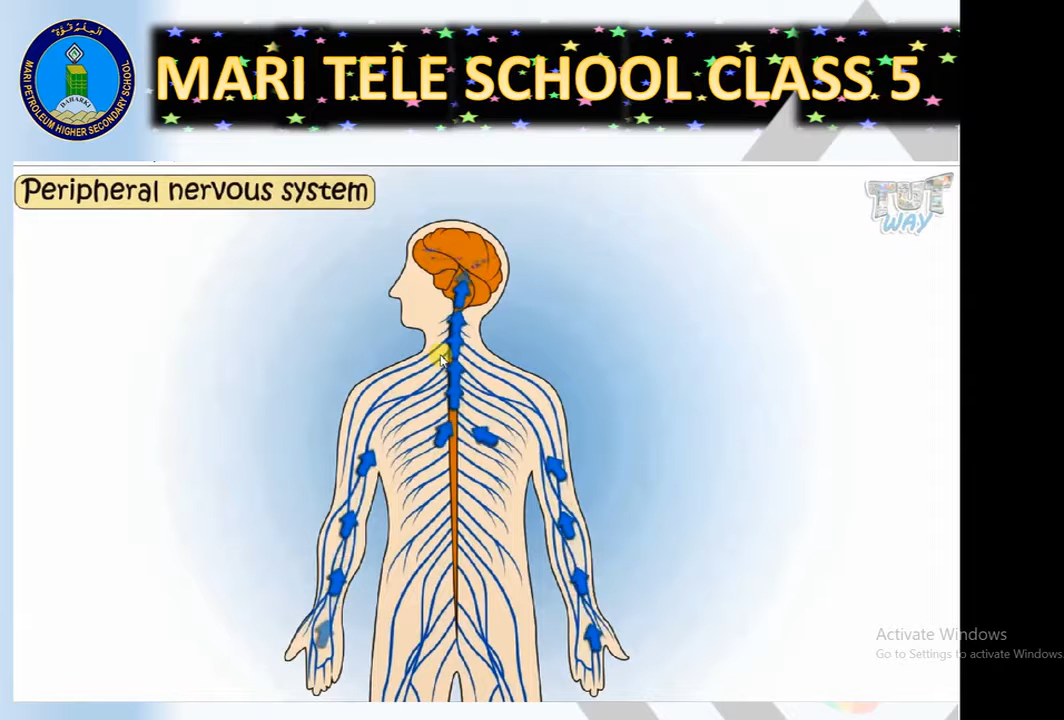 MARI TELE SCHOOL CLASS 5
MARI PETROLEUM HIGHER SECONDARY SCHOOL
DAHARKI
Peripheral nervous system
TUT
WAY
Activate Windows
Go to Settings to activate Windows.